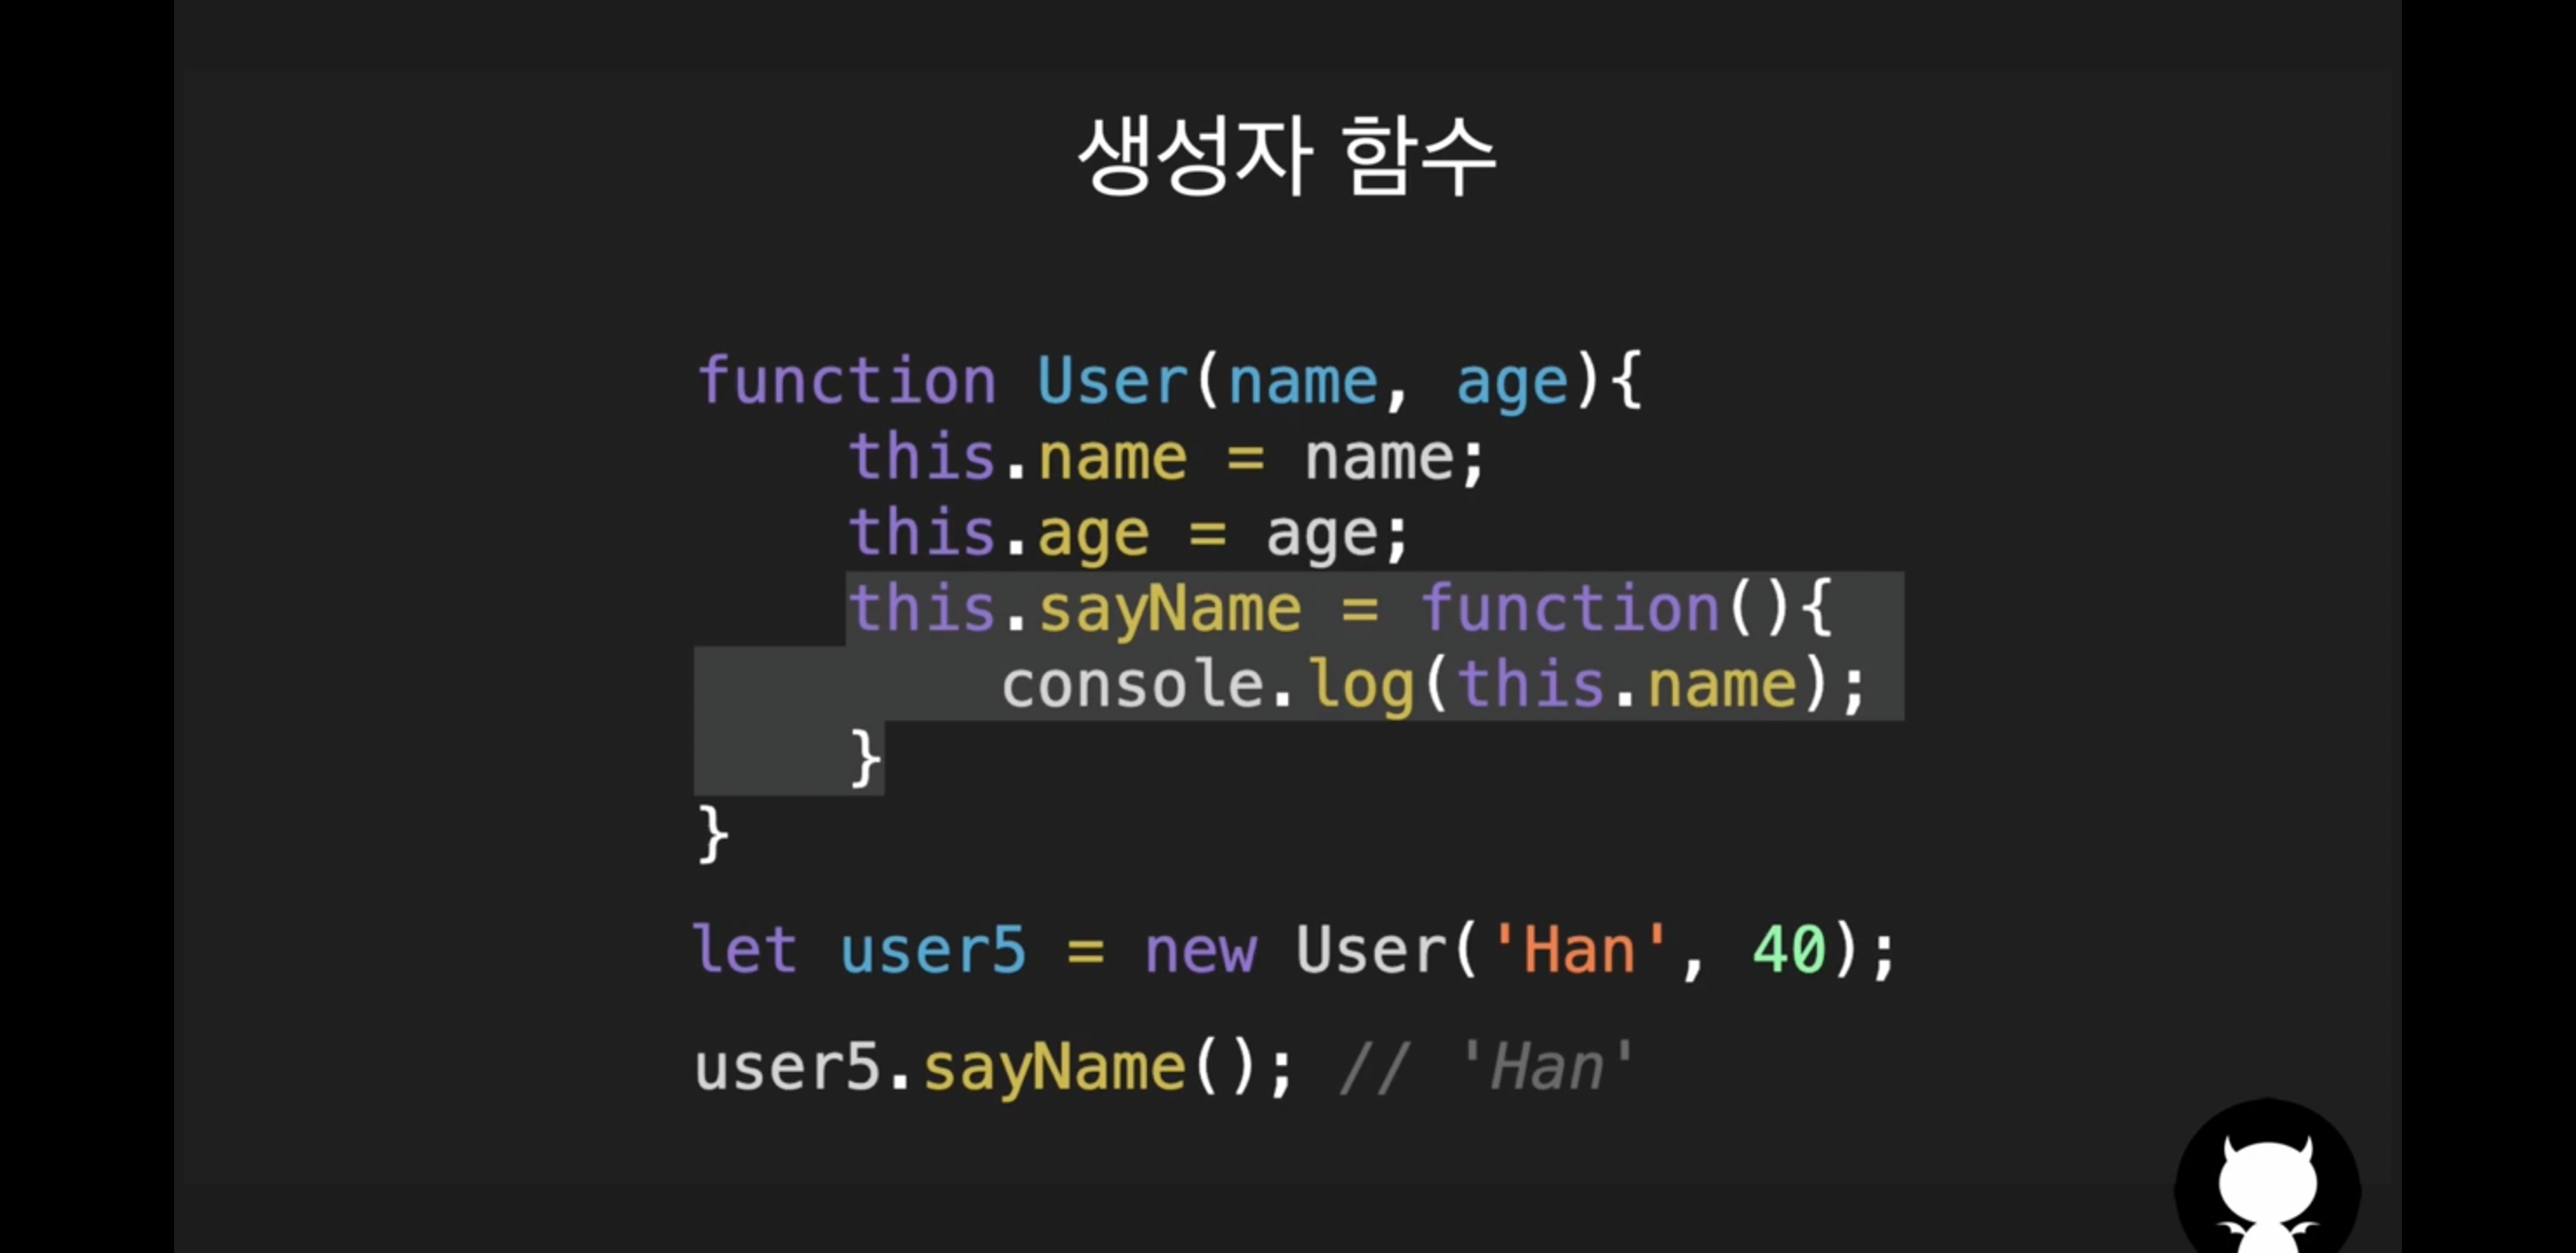 생성자 함수
function User(name, age){
    this.name = name;
    this.age = age;
    this.sayName = function(){
        console.log(this.name);
    }
}
let user5 = new User('Han', 40);
user5.sayName(); // 'Han'